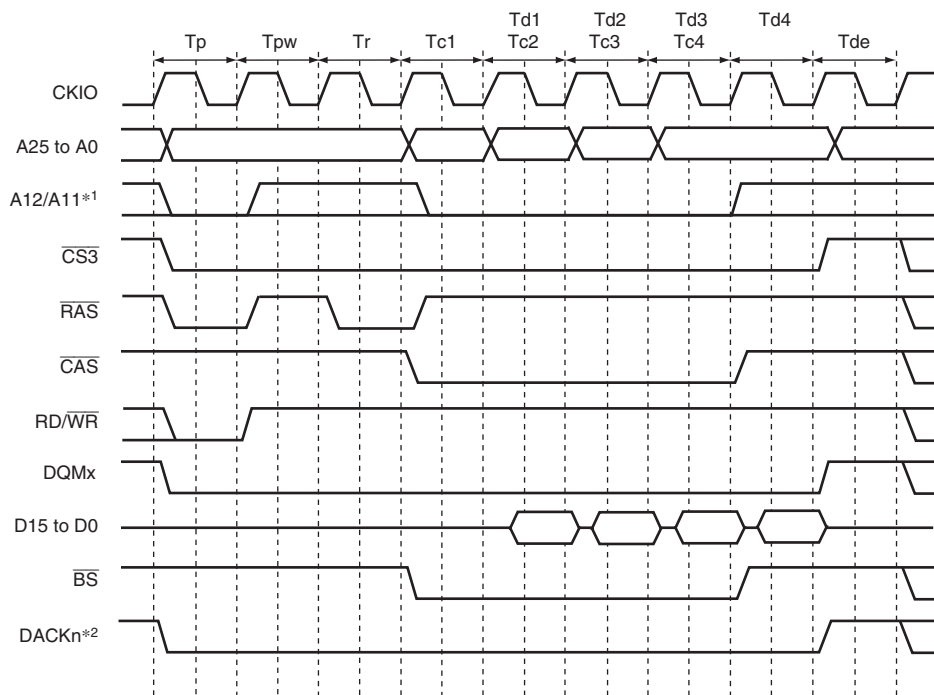 Td1 Td2 Td3 Td4
Tp Tpw Tr Tc1 Tc2 Tc3 Tc4 Tde
CKIO
A25 to A0
A12/A11*1
CS3
RAS
CAS
RD/WR
DQMx
D15 to D0
BS
DACKn*2